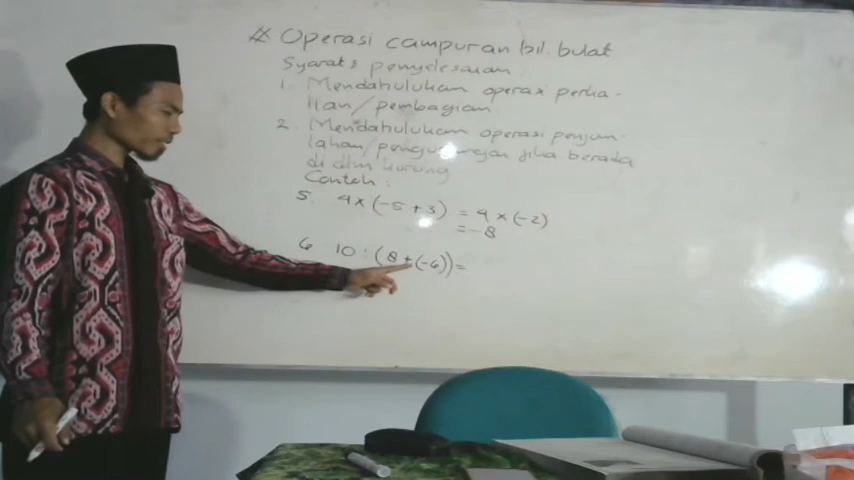 # Operasi campuran bil. bulat
Syarat² penyelesaian
1. Mendahulukan operasi perka-
lian/pembagian
2. Mendahulukan operasi penjum-
lahan/pengurangan jika berada
di dlm kurung
Contoh :
5. 4 x (-5 + 3) = 4 x (-2)
= -8
6 10 : (8 + (-6)) =